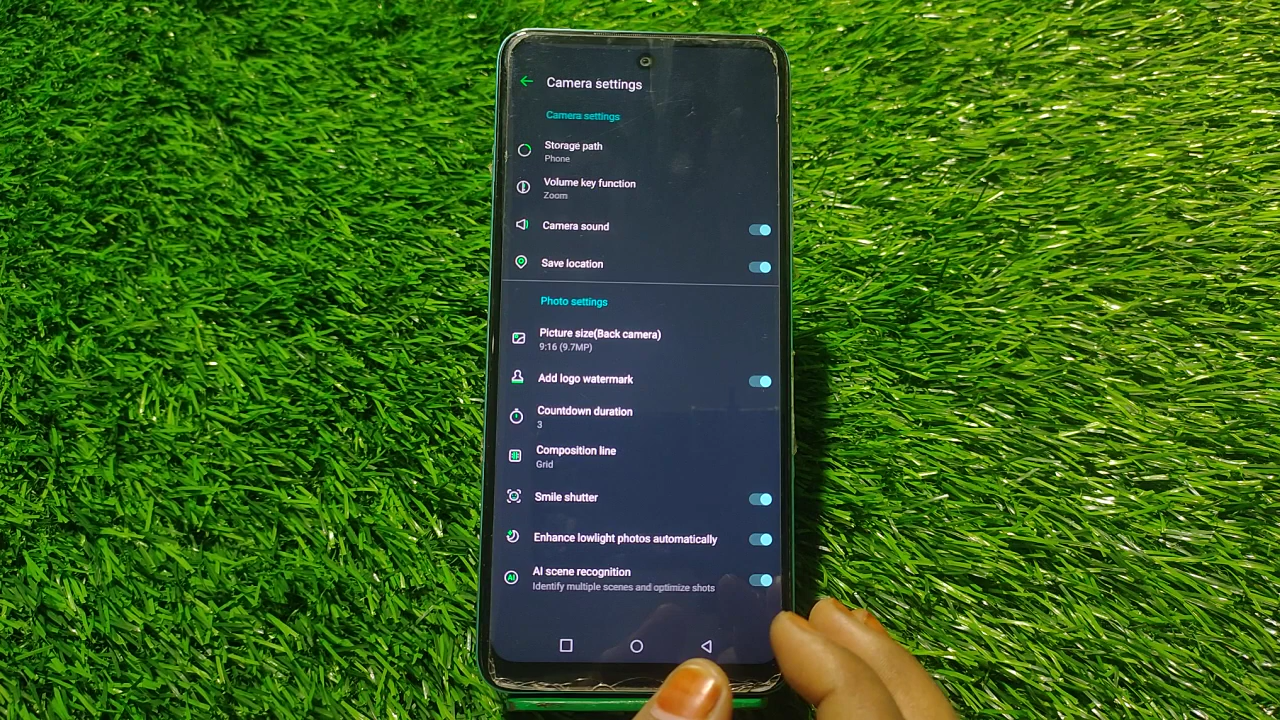 Camera settings
Camera settings
Storage path
Phone
Volume key function
Zoom
Camera sound
Save location
Photo settings
Picture size(Back camera)
9:16 (9.7MP)
Add logo watermark
Countdown duration
3
Composition line
Grid
Smile shutter
Enhance lowlight photos automatically
AI
AI scene recognition
Identify multiple scenes and optimize shots